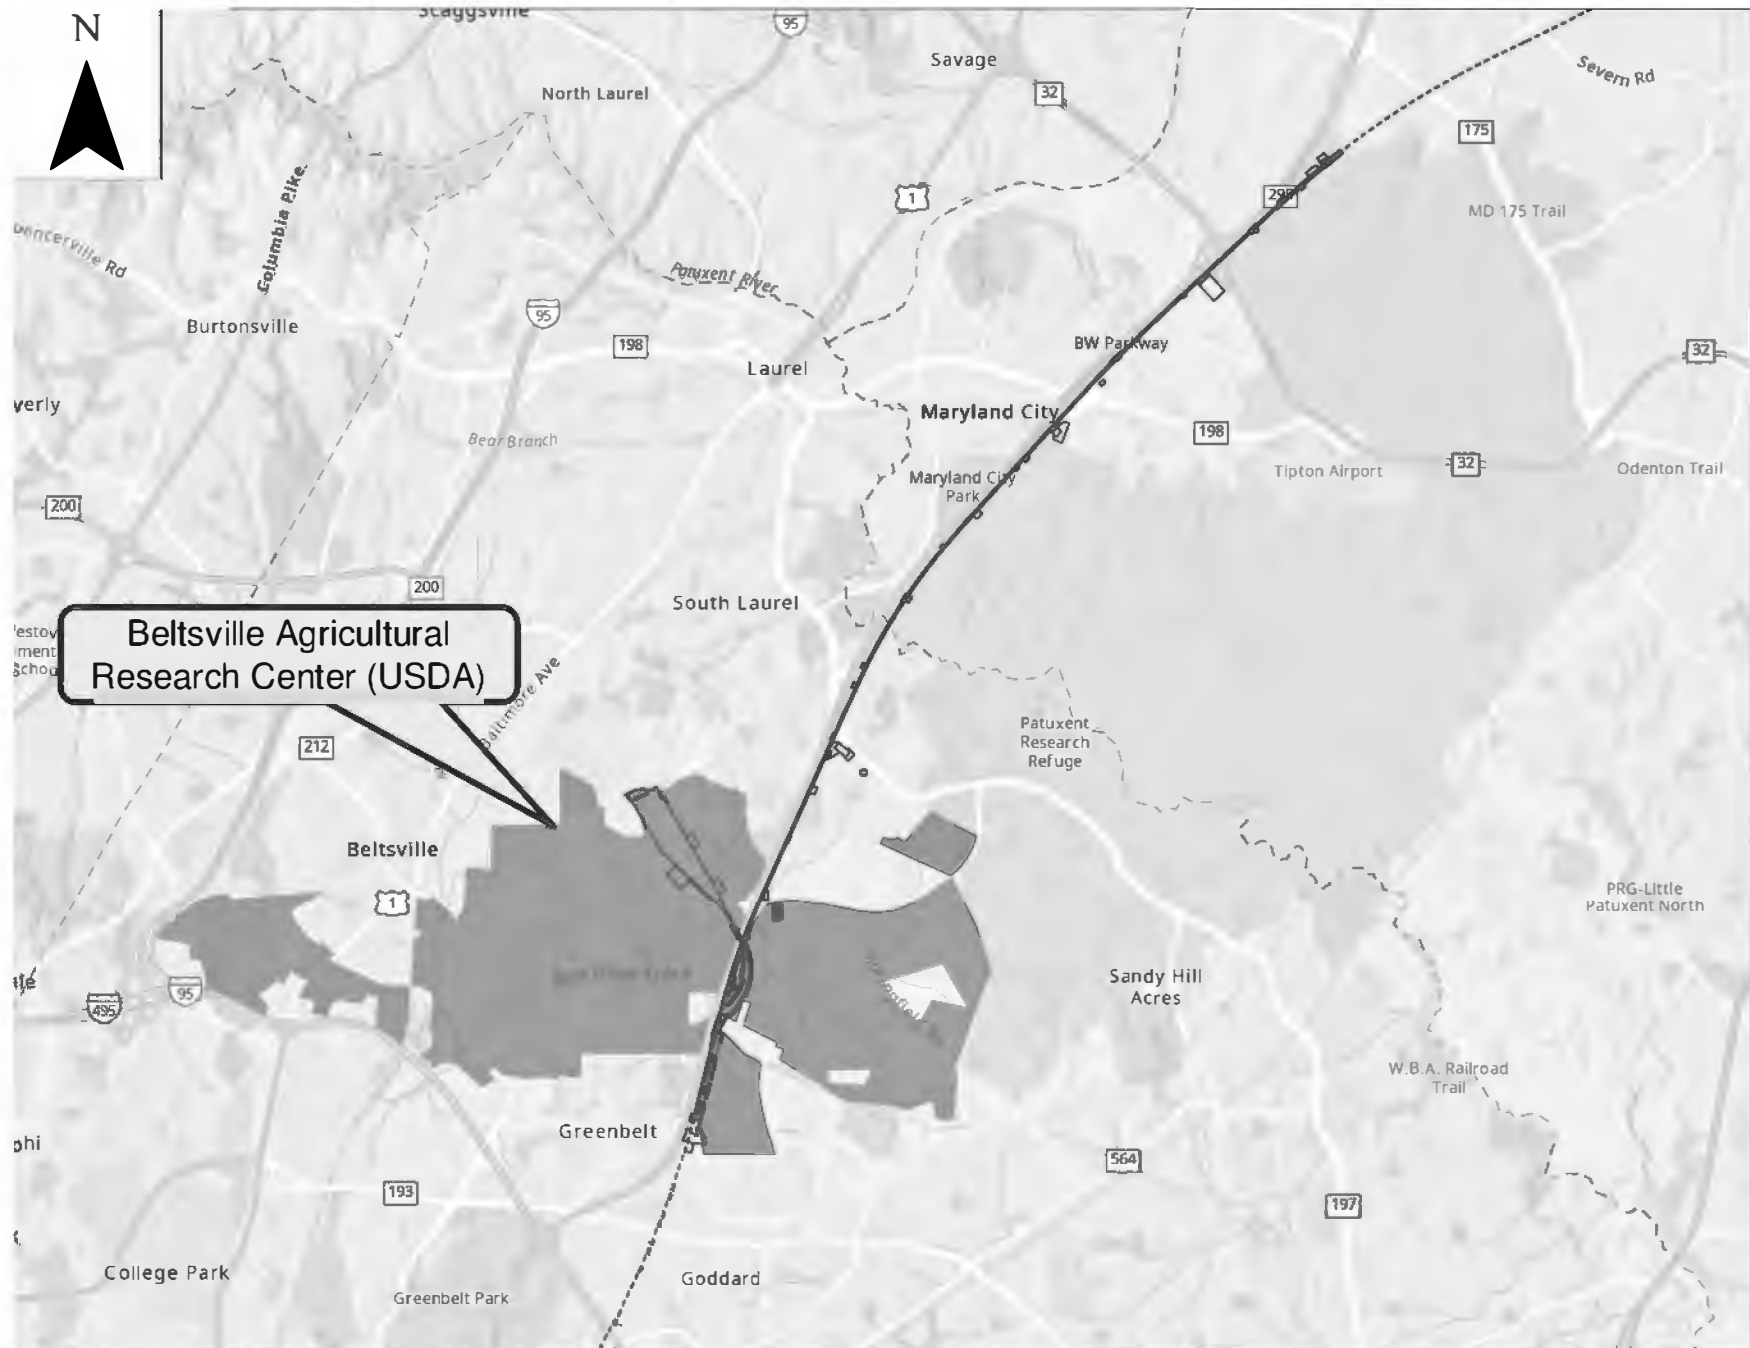 N
Scaggsville
95
Savage
Severn Rd
North Laurel
32
175
1
295
MD 175 Trail
Columbia Pike
Patuxent River
95
Burtonsville
198
BW Parkway
32
Laurel
Maryland City
verly
Bear Branch
198
Maryland City
Park
Tipton Airport
32
Odenton Trail
200
200
South Laurel
Beltsville Agricultural
Research Center (USDA)
Baltimore Ave
212
Patuxent
Research
Refuge
Beltsville
1
PRG-Little
Patuxent North
Sandy Hill
Acres
95
495
W.B.A. Railroad
Trail
Greenbelt
phi
564
193
197
College Park
Goddard
Greenbelt Park